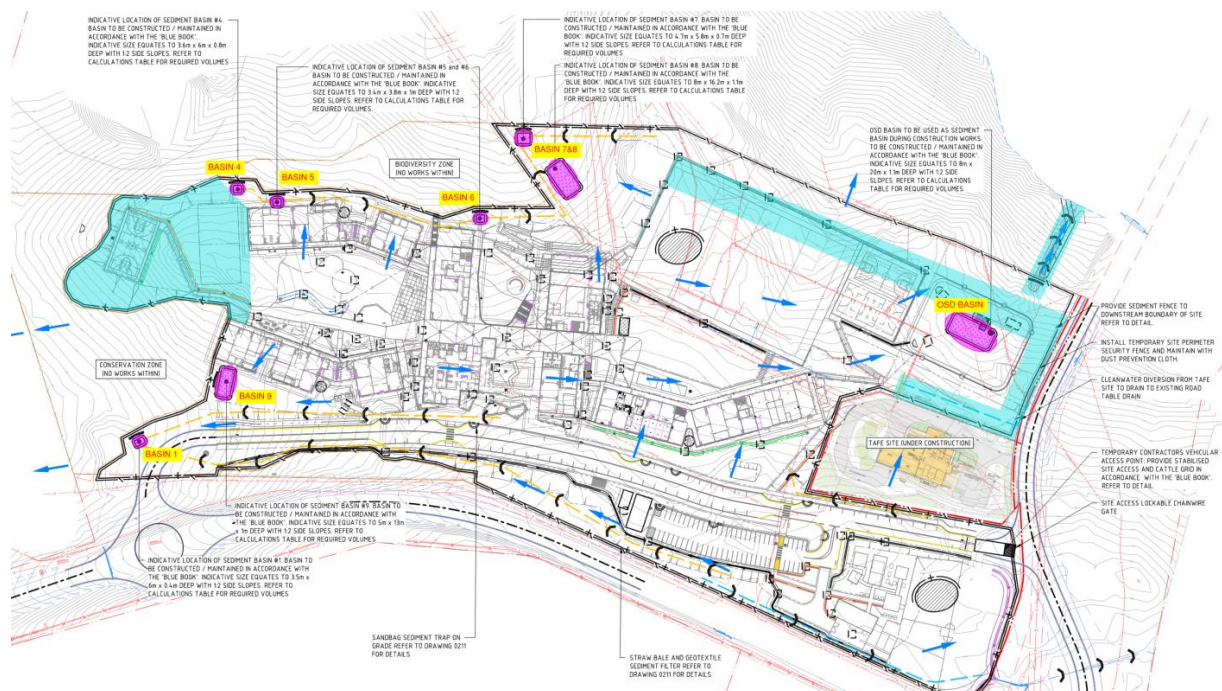 INDICATIVE LOCATION OF SEDIMENT BASIN #4.
BASIN TO BE CONSTRUCTED / MAINTAINED IN
ACCORDANCE WITH THE 'BLUE BOOK'.
INDICATIVE SIZE EQUATES TO 3.6m x 6m x 0.8m
DEEP WITH 1:2 SIDE SLOPES. REFER TO
CALCULATIONS TABLE FOR REQUIRED VOLUMES
INDICATIVE LOCATION OF SEDIMENT BASIN #5 and #6.
BASIN TO BE CONSTRUCTED / MAINTAINED IN
ACCORDANCE WITH THE 'BLUE BOOK'. INDICATIVE
SIZE EQUATES TO 3.4m x 3.8m x 1m DEEP WITH 1:2
SIDE SLOPES. REFER TO CALCULATIONS TABLE FOR
REQUIRED VOLUMES.
INDICATIVE LOCATION OF SEDIMENT BASIN #7. BASIN TO BE
CONSTRUCTED / MAINTAINED IN ACCORDANCE WITH THE 'BLUE
BOOK'. INDICATIVE SIZE EQUATES TO 4.7m x 5.8m x 0.7m DEEP
WITH 1:2 SIDE SLOPES. REFER TO CALCULATIONS TABLE FOR
REQUIRED VOLUMES
INDICATIVE LOCATION OF SEDIMENT BASIN #8. BASIN TO BE
CONSTRUCTED / MAINTAINED IN ACCORDANCE WITH THE
'BLUE BOOK'. INDICATIVE SIZE EQUATES TO 8m x 16.2m x 1.1m
DEEP WITH 1:2 SIDE SLOPES. REFER TO CALCULATIONS TABLE
FOR REQUIRED VOLUMES
OSD BASIN TO BE USED AS SEDIMENT
BASIN DURING CONSTRUCTION WORKS.
TO BE CONSTRUCTED / MAINTAINED IN
ACCORDANCE WITH THE 'BLUE BOOK'.
INDICATIVE SIZE EQUATES TO 8m x
20m x 1.1m DEEP WITH 1:2 SIDE
SLOPES. REFER TO CALCULATIONS
TABLE FOR REQUIRED VOLUMES
BASIN 7&8
BIODIVERSITY ZONE
(NO WORKS WITHIN)
BASIN 4
BASIN 5
BASIN 6
OSD BASIN
PROVIDE SEDIMENT FENCE TO
DOWNSTREAM BOUNDARY OF SITE.
REFER TO DETAIL.
INSTALL TEMPORARY SITE PERIMETER
SECURITY FENCE AND MAINTAIN WITH
DUST PREVENTION CLOTH.
CLEANWATER DIVERSION FROM TAFE
SITE TO DRAIN TO EXISTING ROAD
TABLE DRAIN
CONSERVATION ZONE
(NO WORKS WITHIN)
BASIN 9
TAFE SITE (UNDER CONSTRUCTION)
BASIN 1
TEMPORARY CONTRACTORS VEHICULAR
ACCESS POINT. PROVIDE STABILISED
SITE ACCESS AND CATTLE GRID IN
ACCORDANCE WITH THE 'BLUE BOOK'.
REFER TO DETAIL.
SITE ACCESS LOCKABLE CHAINWIRE
GATE
INDICATIVE LOCATION OF SEDIMENT BASIN #9. BASIN TO
BE CONSTRUCTED / MAINTAINED IN ACCORDANCE WITH
THE 'BLUE BOOK'. INDICATIVE SIZE EQUATES TO 5m x 13m
x 1m DEEP WITH 1:2 SIDE SLOPES. REFER TO
CALCULATIONS TABLE FOR REQUIRED VOLUMES
INDICATIVE LOCATION OF SEDIMENT BASIN #1. BASIN TO
BE CONSTRUCTED / MAINTAINED IN ACCORDANCE WITH
THE 'BLUE BOOK'. INDICATIVE SIZE EQUATES TO 3.5m x
6m x 0.4m DEEP WITH 1:2 SIDE SLOPES. REFER TO
CALCULATIONS TABLE FOR REQUIRED VOLUMES
SANDBAG SEDIMENT TRAP ON
GRADE REFER TO DRAWING 0211
FOR DETAILS
STRAW BALE AND GEOTEXTILE
SEDIMENT FILTER REFER TO
DRAWING 0211 FOR DETAILS